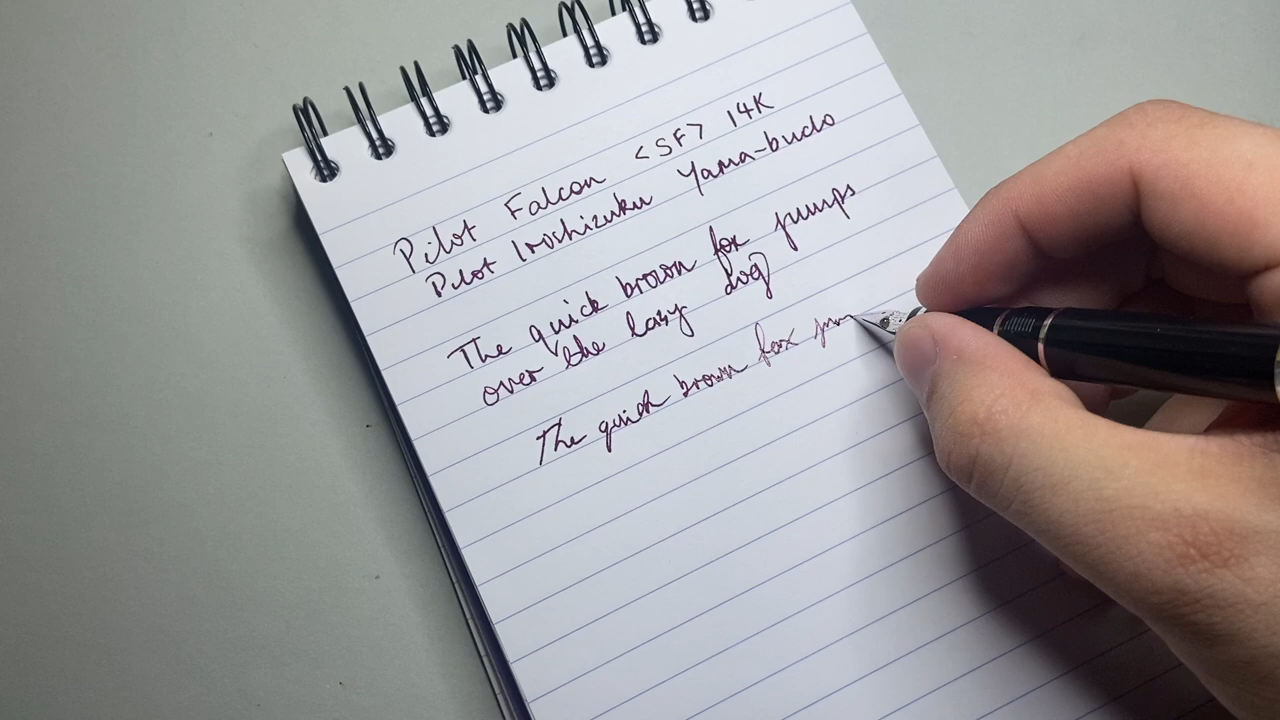 Pilot Falcon <SF> 14K
Pilot Iroshizuku Yama-budo
The quick brown fox jumps
over the lazy dog
The quick brown fox jum